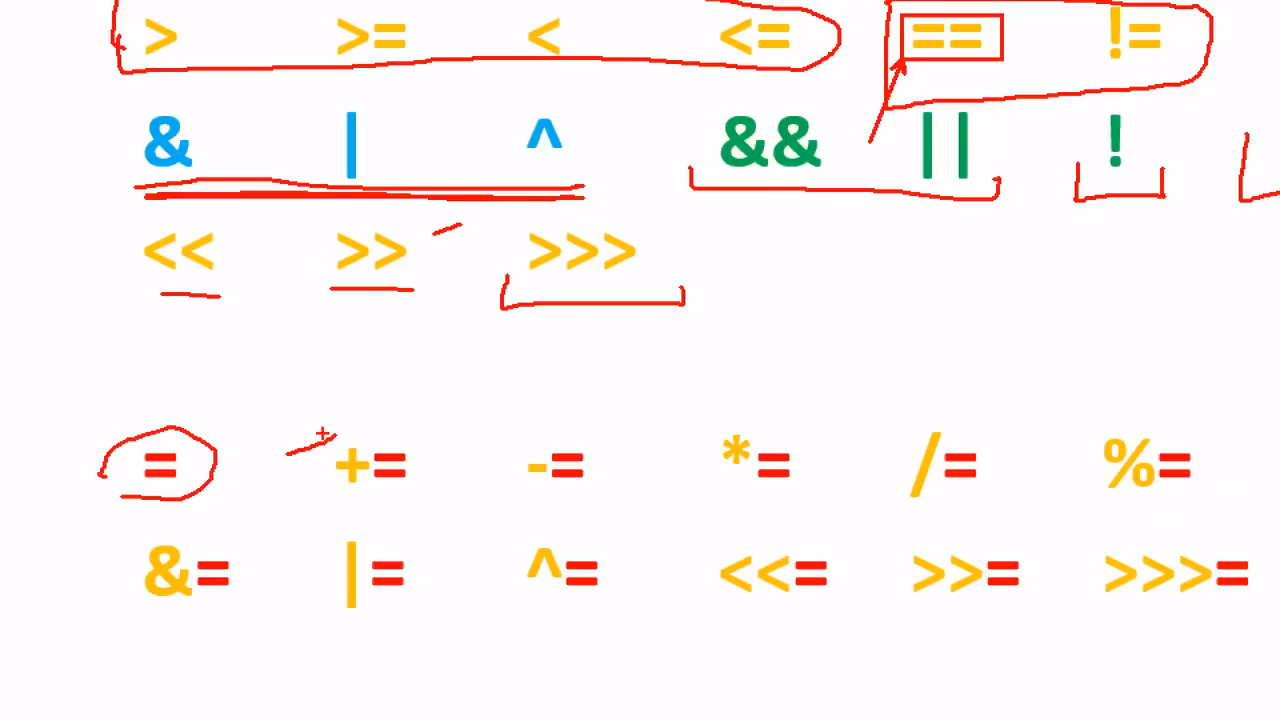 > >= < <= == !=
& | ^ && || !
<< >> >>>
= += -= *= /= %=
&= |= ^= <<= >>= >>>=